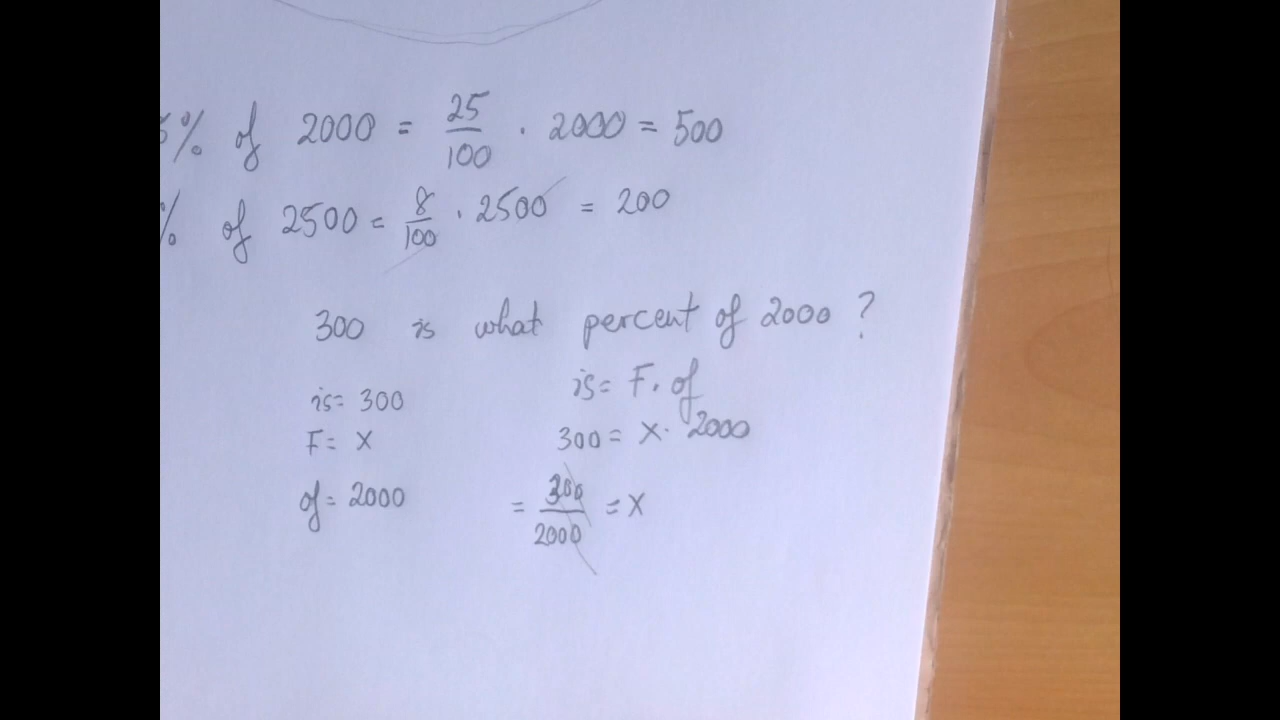 5% of 2000 = 25/100 · 2000 = 500
% of 2500 = 8/100 · 2500 = 200
300 is what percent of 2000 ?
is= 300
F= X
of= 2000
is= F. of
300 = X· 2000
= 300/2000 = X